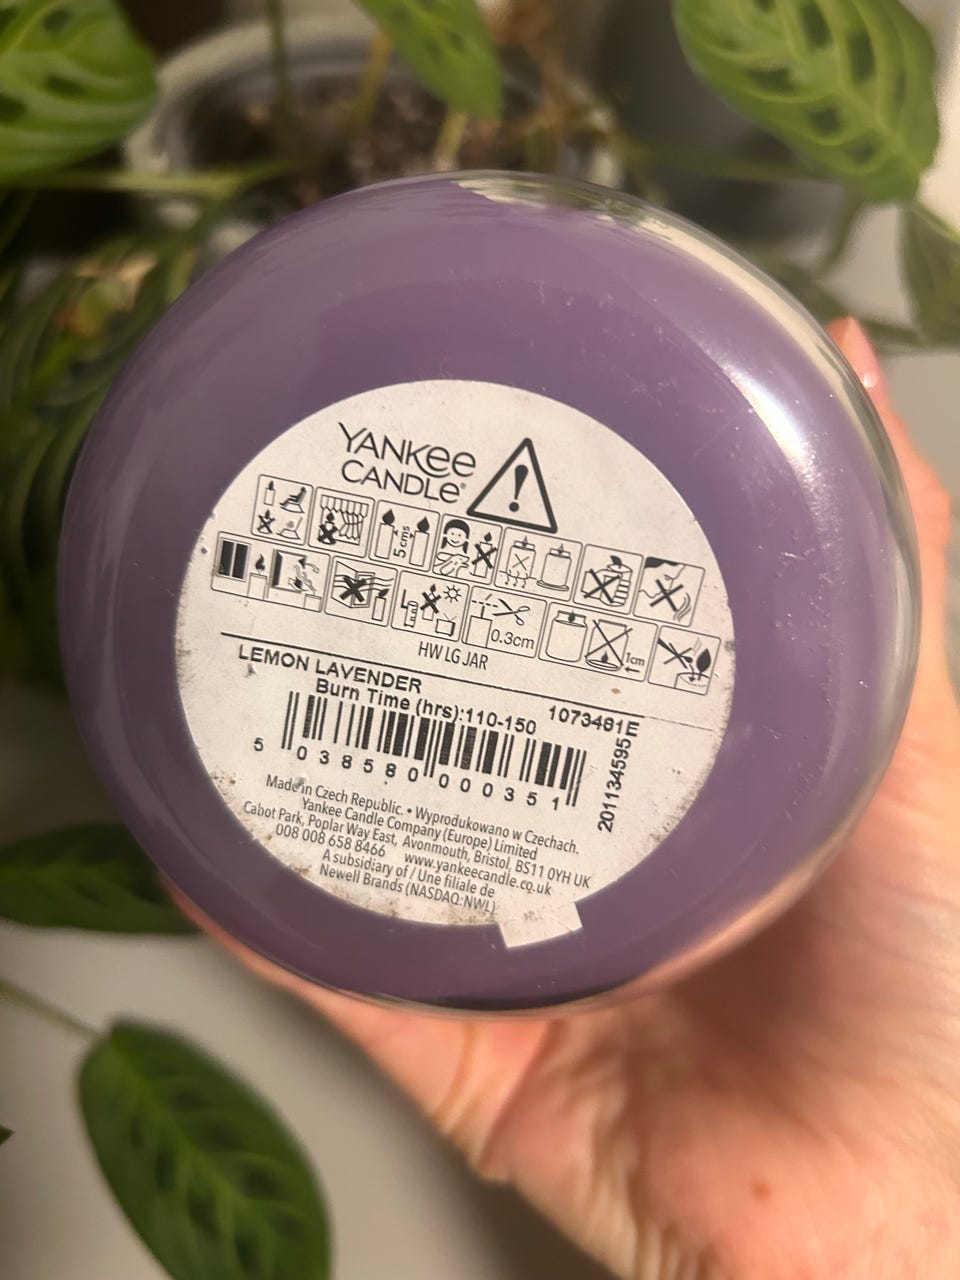 YANKEE
CANDLE®
5 cms
0.3cm
1cm
HW LG JAR
LEMON LAVENDER
Burn Time (hrs):110-150 1073481E
5 038580 000351
201134595
Made in Czech Republic. • Wyprodukowano w Czechach.
Yankee Candle Company (Europe) Limited
Cabot Park, Poplar Way East, Avonmouth, Bristol, BS11 0YH UK
008 008 658 8466 www.yankeecandle.co.uk
A subsidiary of / Une filiale de
Newell Brands (NASDAQ:NWL)